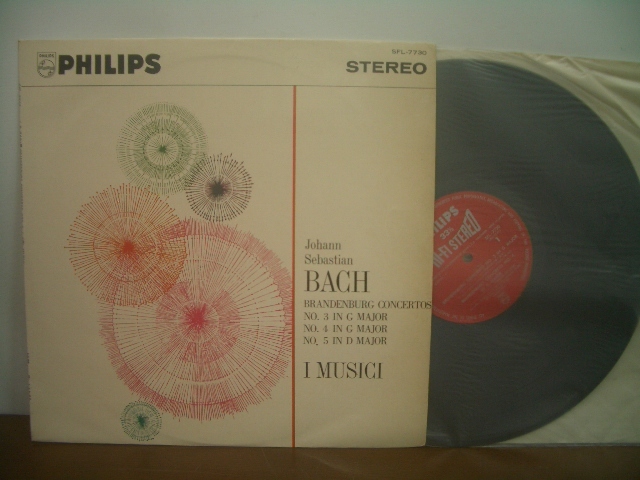 PHILIPS
PHILIPS
SFL-7730
STEREO
Johann
Sebastian
BACH
BRANDENBURG CONCERTOS
NO. 3 IN G MAJOR
NO. 4 IN G MAJOR
NO. 5 IN D MAJOR
I MUSICI
HI-FI STEREO